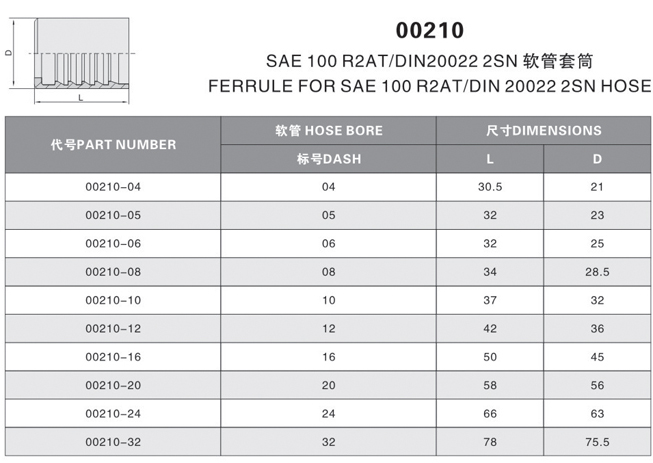 00210
SAE 100 R2AT/DIN20022 2SN 软管套筒
FERRULE FOR SAE 100 R2AT/DIN 20022 2SN HOSE
D
L
代号PART NUMBER 软管 HOSE BORE 尺寸DIMENSIONS
标号DASH L D
00210-04 04 30.5 21
00210-05 05 32 23
00210-06 06 32 25
00210-08 08 34 28.5
00210-10 10 37 32
00210-12 12 42 36
00210-16 16 50 45
00210-20 20 58 56
00210-24 24 66 63
00210-32 32 78 75.5